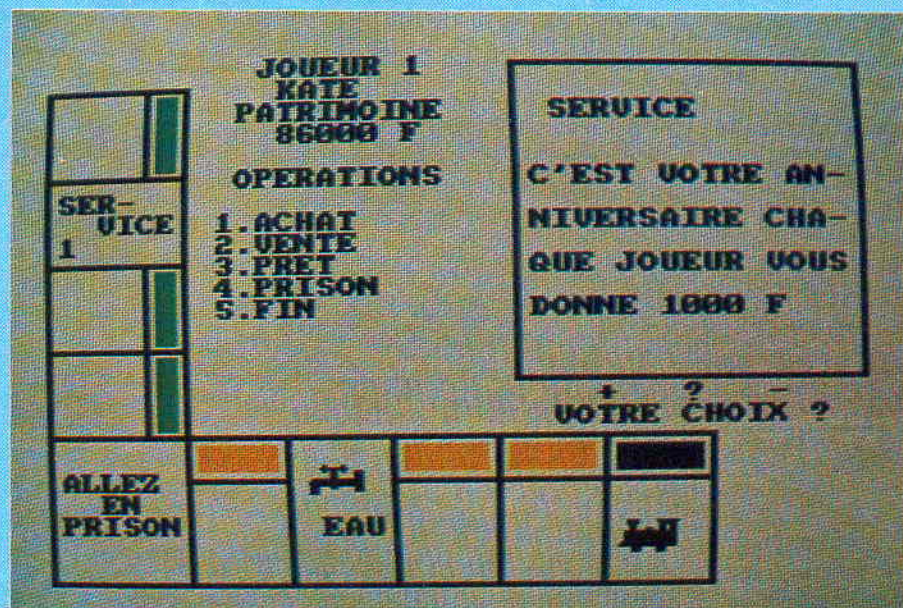 JOUEUR 1
KATE
PATRIMOINE
86000 F
OPERATIONS
1.ACHAT
2.VENTE
3.PRET
4.PRISON
5.FIN
SERVICE
C'EST VOTRE AN-
NIVERSAIRE CHA-
QUE JOUEUR VOUS
DONNE 1000 F
+ ? -
VOTRE CHOIX ?
SER-
VICE
1
ALLEZ
EN
PRISON
EAU